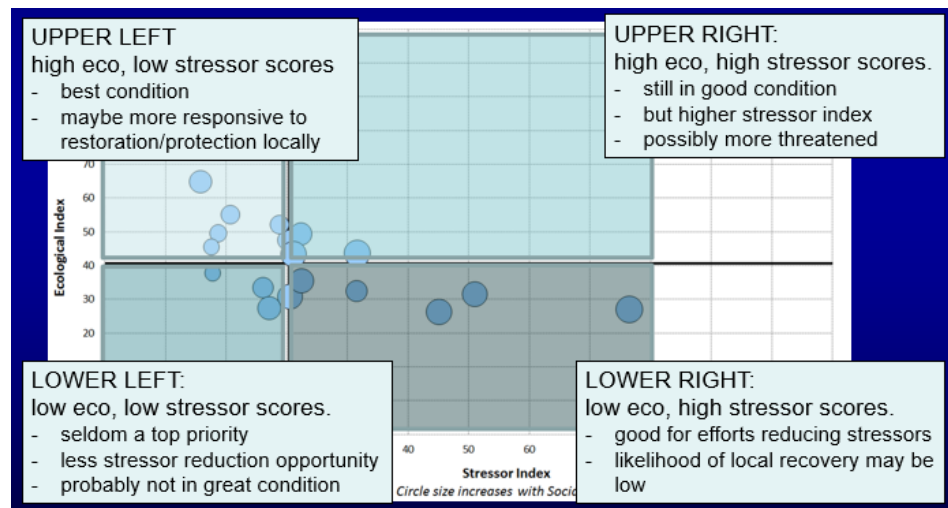 UPPER LEFT
high eco, low stressor scores
- best condition
- maybe more responsive to
restoration/protection locally
UPPER RIGHT:
high eco, high stressor scores.
- still in good condition
- but higher stressor index
- possibly more threatened
Ecological Index
70
60
50
40
30
20
LOWER LEFT:
low eco, low stressor scores.
- seldom a top priority
- less stressor reduction opportunity
- probably not in great condition
40
50
60
Stressor Index
Circle size increases with
LOWER RIGHT:
low eco, high stressor scores.
- good for efforts reducing stressors
- likelihood of local recovery may be
low